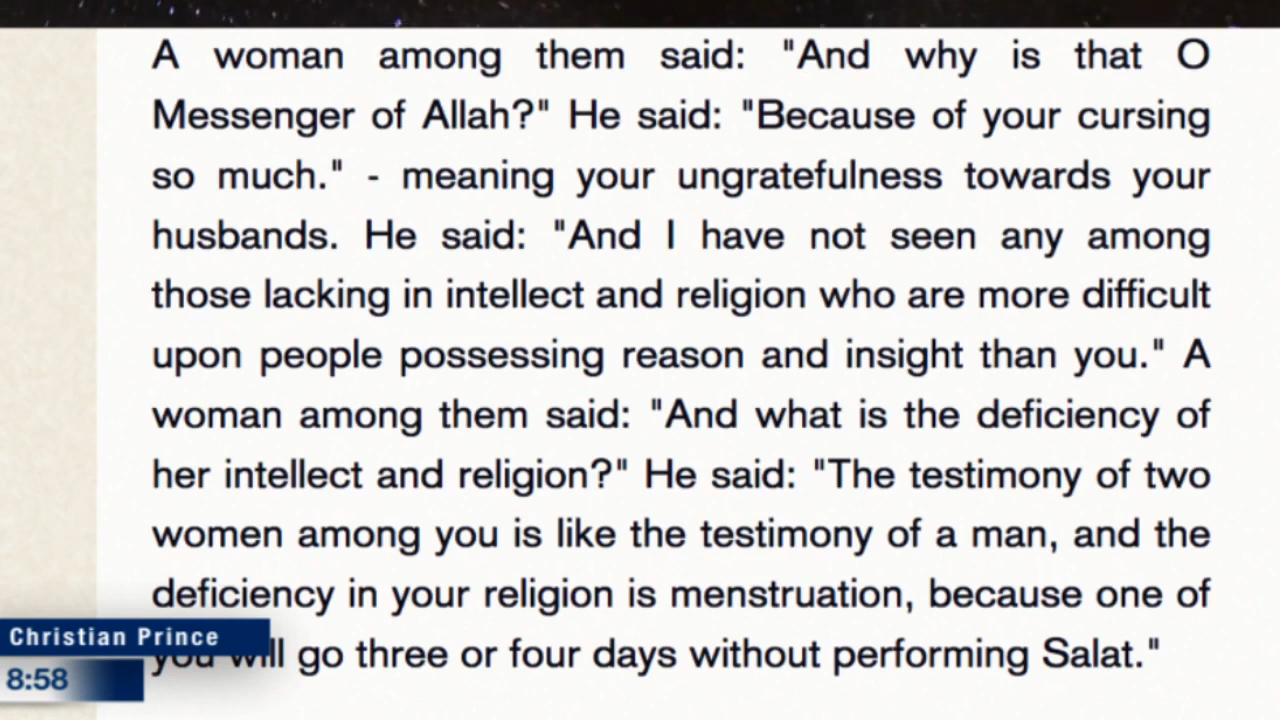 A woman among them said: "And why is that O
Messenger of Allah?" He said: "Because of your cursing
so much." - meaning your ungratefulness towards your
husbands. He said: "And I have not seen any among
those lacking in intellect and religion who are more difficult
upon people possessing reason and insight than you." A
woman among them said: "And what is the deficiency of
her intellect and religion?" He said: "The testimony of two
women among you is like the testimony of a man, and the
deficiency in your religion is menstruation, because one of
you will go three or four days without performing Salat."
Christian Prince
8:58